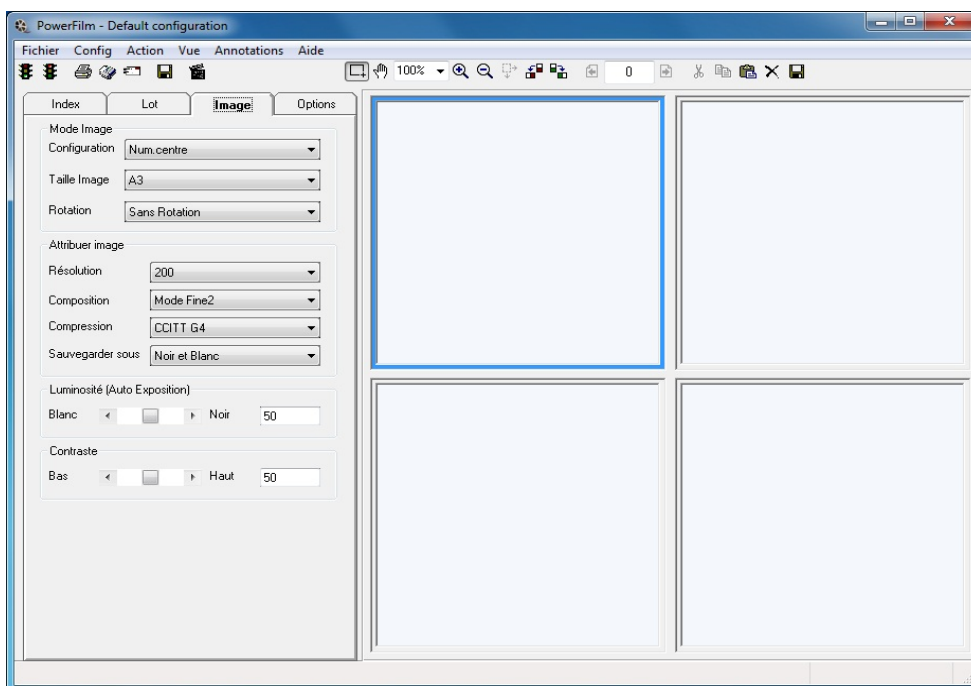 PowerFilm - Default configuration
Fichier Config Action Vue Annotations Aide
100% 0
Index Lot Image Options
Mode Image
Configuration Num.centre
Taille Image A3
Rotation Sans Rotation
Attribuer image
Résolution 200
Composition Mode Fine2
Compression CCITT G4
Sauvegarder sous Noir et Blanc
Luminosité (Auto Exposition)
Blanc Noir 50
Contraste
Bas Haut 50